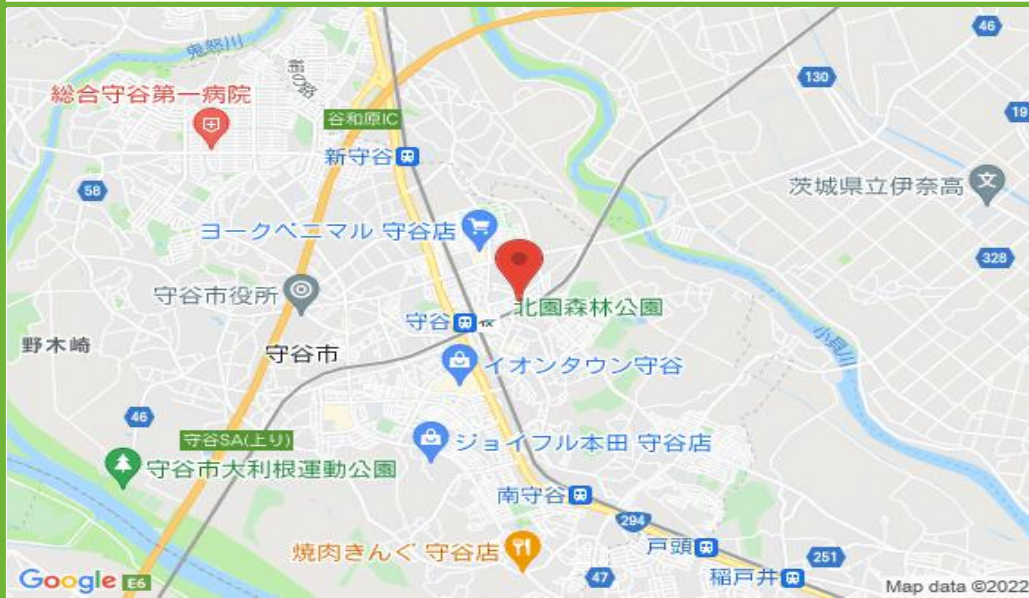 46
鬼怒川
130
総合守谷第一病院
19
谷和原IC
新守谷
茨城県立伊奈高
58
ヨークベニマル 守谷店
328
守谷市役所
北園森林公園
守谷
小貝川
野木崎
守谷市
イオンタウン守谷
46
守谷SA(上り)
ジョイフル本田 守谷店
守谷市大利根運動公園
南守谷
294
戸頭
焼肉きんぐ 守谷店
251
47
稲戸井
Google
E6
Map data ©2022